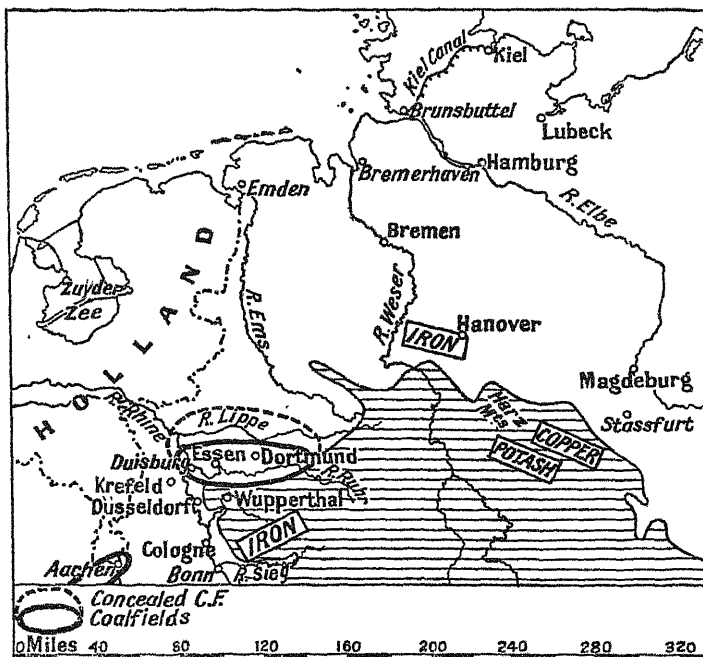 Kiel Canal
Kiel
Brunsbuttel
Lubeck
Hamburg
Bremerhaven
Emden
R. Elbe
Bremen
HOLLAND
Zuyder
Zee
R. Ems
R. Weser
IRON
Hanover
Magdeburg
Harz
Mts
Stassfurt
COPPER
POTASH
R. Rhine
R. Lippe
Essen
Dortmund
Duisburg
R. Ruhr
Krefeld
Wupperthal
Dusseldorf
IRON
Cologne
Aachen
Bonn
R. Sieg
Concealed C.F.
Coalfields
0 Miles 40 80 120 160 200 240 280 320